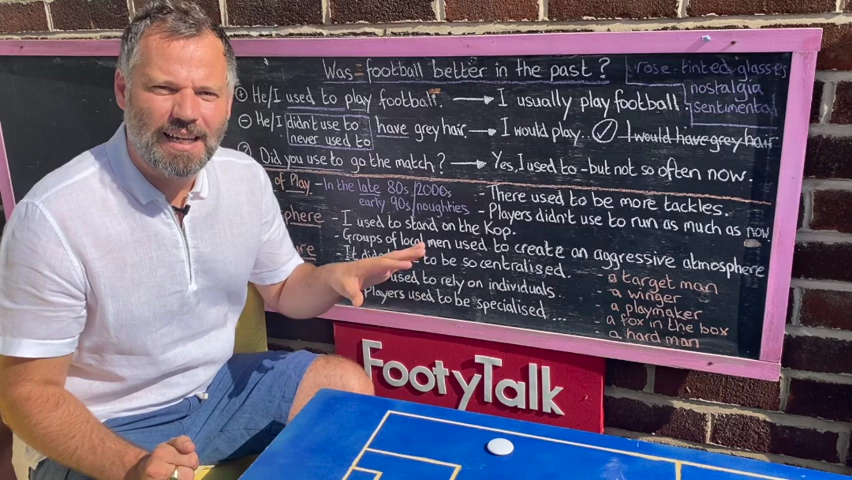 Was football better in the past?
rose-tinted glasses
nostalgia
sentimental
+ He/I used to play football. → I usually play football.
- He/I didn't use to
never used to
have grey hair → I would play.. ✓ I would have grey hair
? Did you use to go the match? → Yes, I used to - but not so often now.
of Play - In the late 80s/2000s
early 90s/noughties
- There used to be more tackles.
- Players didn't use to run as much as now
- I used to stand on the Kop.
- Groups of local men used to create an aggressive atmosphere
- It to be so centralised.
used to rely on individuals
Players used to be specialised.
a target man
a winger
a playmaker
a fox in the box
a hard man
FootyTalk